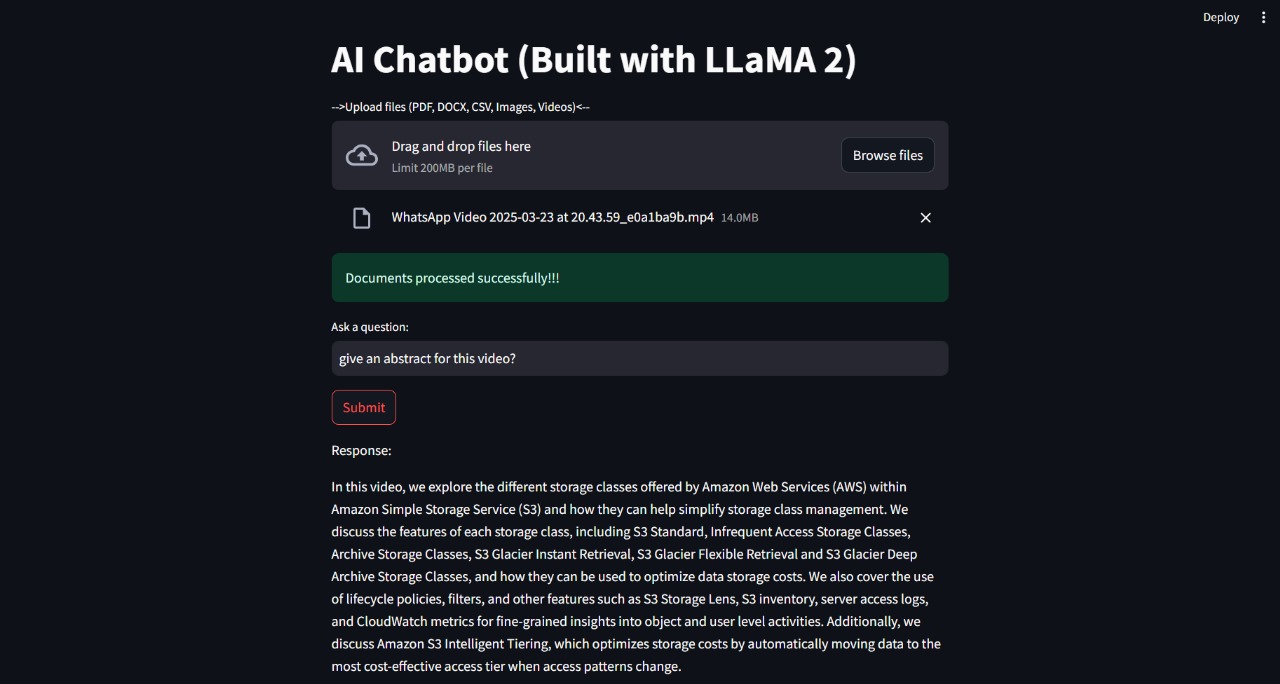 Deploy
AI Chatbot (Built with LLaMA 2)
-->Upload files (PDF, DOCX, CSV, Images, Videos)<--
Drag and drop files here
Limit 200MB per file
Browse files
WhatsApp Video 2025-03-23 at 20.43.59_e0a1ba9b.mp4 14.0MB
Documents processed successfully!!!
Ask a question:
give an abstract for this video?
Submit
Response:
In this video, we explore the different storage classes offered by Amazon Web Services (AWS) within
Amazon Simple Storage Service (S3) and how they can help simplify storage class management. We
discuss the features of each storage class, including S3 Standard, Infrequent Access Storage Classes,
Archive Storage Classes, S3 Glacier Instant Retrieval, S3 Glacier Flexible Retrieval and S3 Glacier Deep
Archive Storage Classes, and how they can be used to optimize data storage costs. We also cover the use
of lifecycle policies, filters, and other features such as S3 Storage Lens, S3 inventory, server access logs,
and CloudWatch metrics for fine-grained insights into object and user level activities. Additionally, we
discuss Amazon S3 Intelligent Tiering, which optimizes storage costs by automatically moving data to the
most cost-effective access tier when access patterns change.